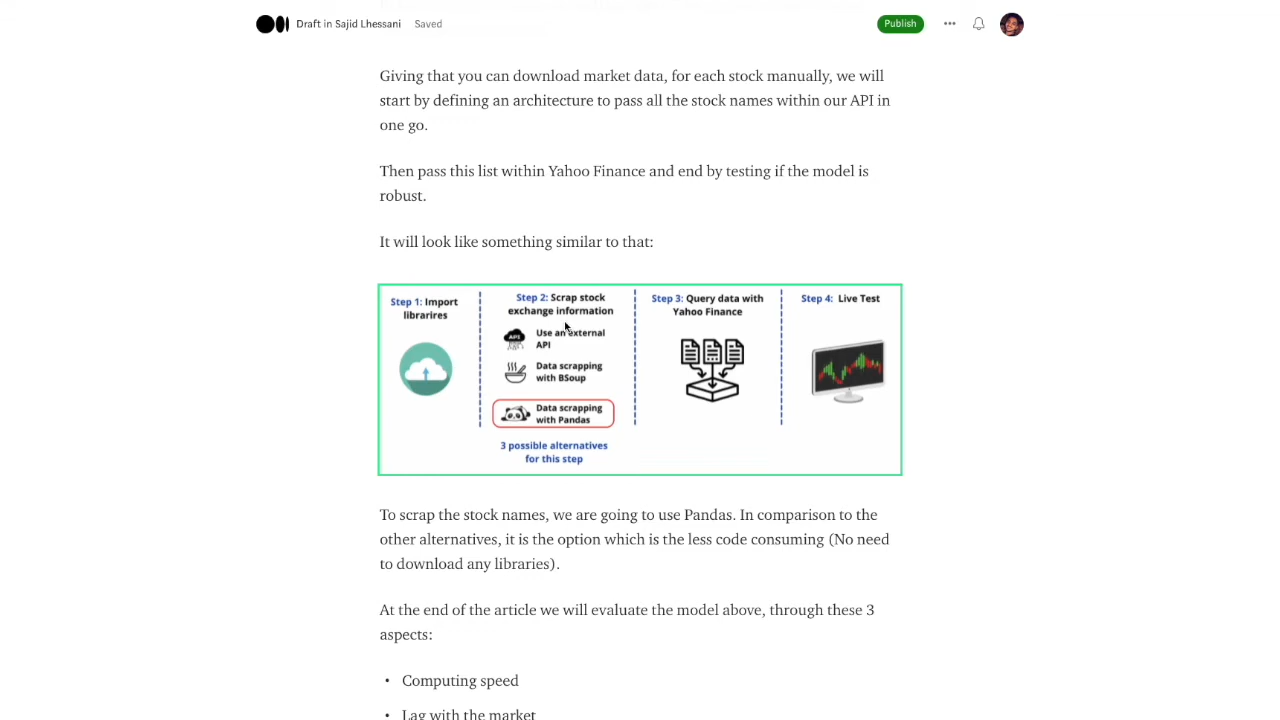 Draft in Sajid Lhessani Saved Publish
Giving that you can download market data, for each stock manually, we will
start by defining an architecture to pass all the stock names within our API in
one go.
Then pass this list within Yahoo Finance and end by testing if the model is
robust.
It will look like something similar to that:
Step 1: Import
librarires
Step 2: Scrap stock
exchange information
API
Use an external
API
Data scrapping
with BSoup
Data scrapping
with Pandas
3 possible alternatives
for this step
Step 3: Query data with
Yahoo Finance
Step 4: Live Test
To scrap the stock names, we are going to use Pandas. In comparison to the
other alternatives, it is the option which is the less code consuming (No need
to download any libraries).
At the end of the article we will evaluate the model above, through these 3
aspects:
• Computing speed
• Lag with the market